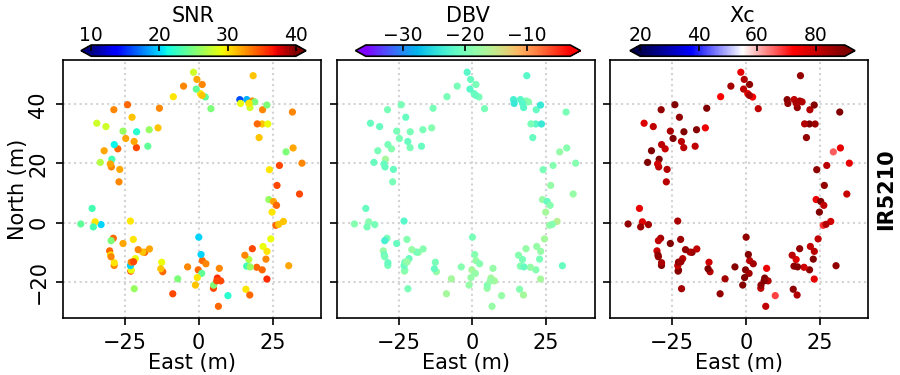 SNR DBV Xc
10 20 30 40 −30 −20 −10 20 40 60 80
40
20
0
−20
North (m)
IR5210
−25 0 25 −25 0 25 −25 0 25
East (m) East (m) East (m)